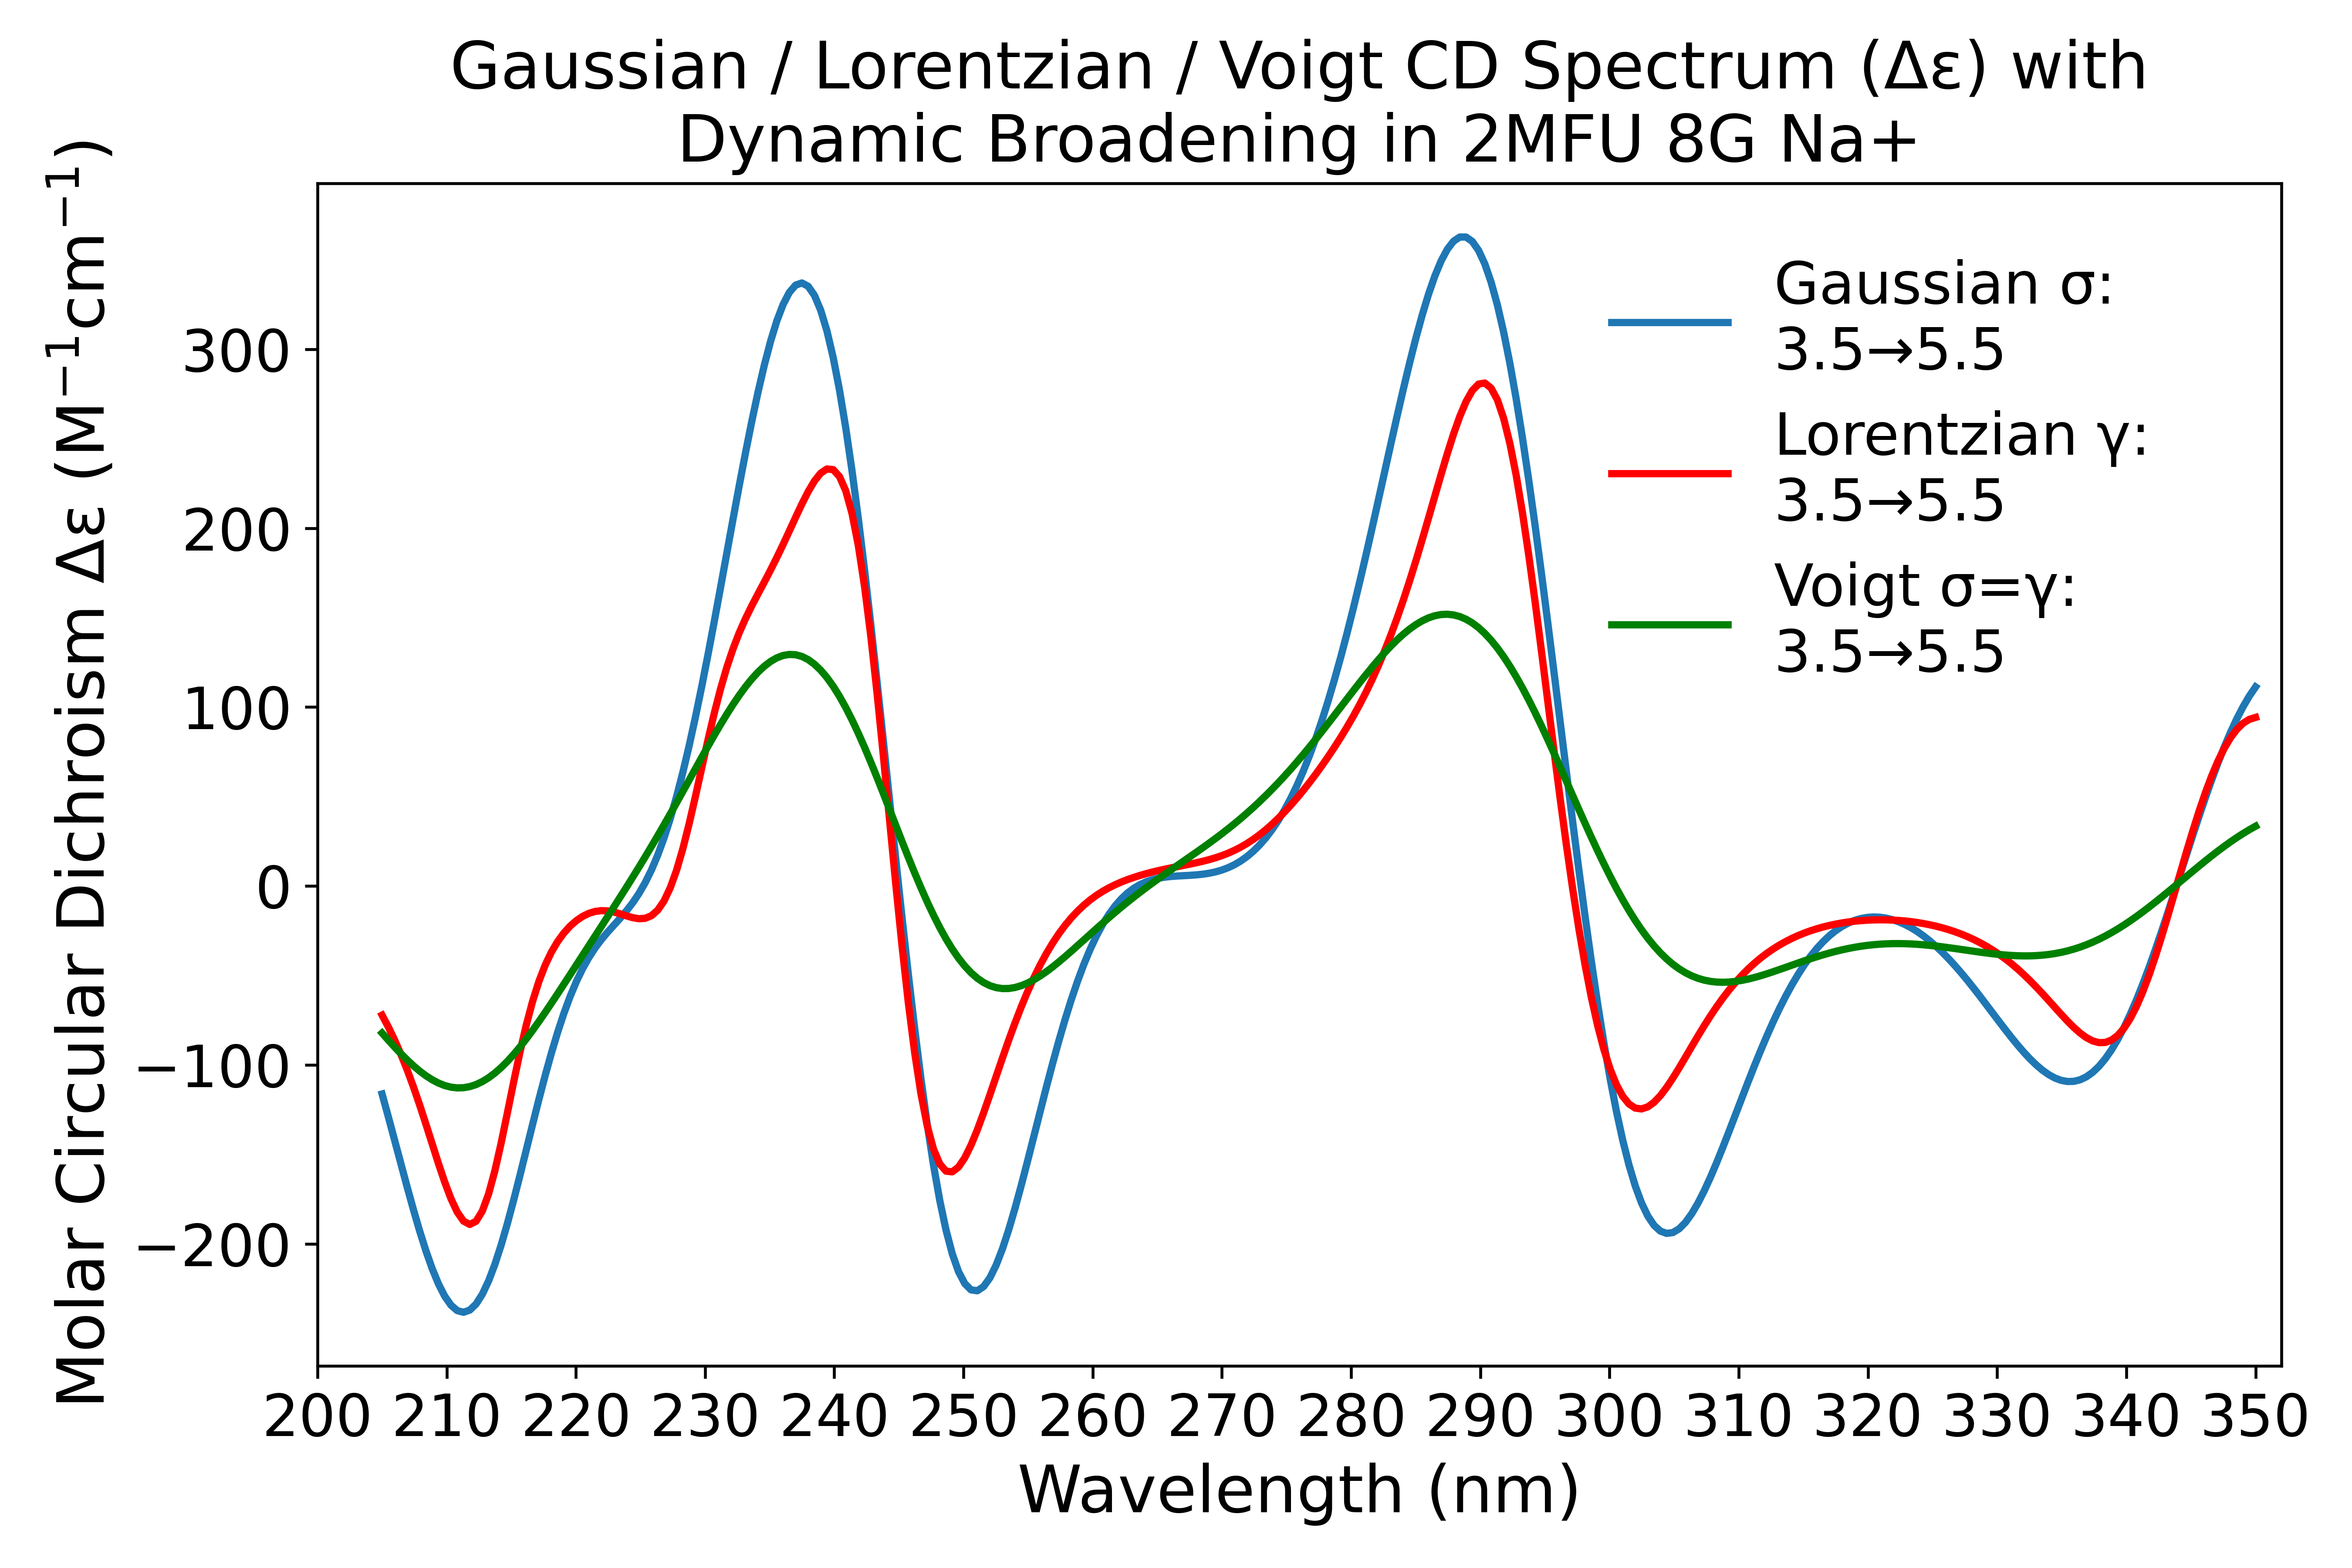 Gaussian / Lorentzian / Voigt CD Spectrum (Δε) with
Dynamic Broadening in 2MFU 8G Na+
Molar Circular Dichroism Δε (M⁻¹cm⁻¹)
300
200
100
0
−100
−200
Gaussian σ:
3.5→5.5
Lorentzian γ:
3.5→5.5
Voigt σ=γ:
3.5→5.5
200 210 220 230 240 250 260 270 280 290 300 310 320 330 340 350
Wavelength (nm)